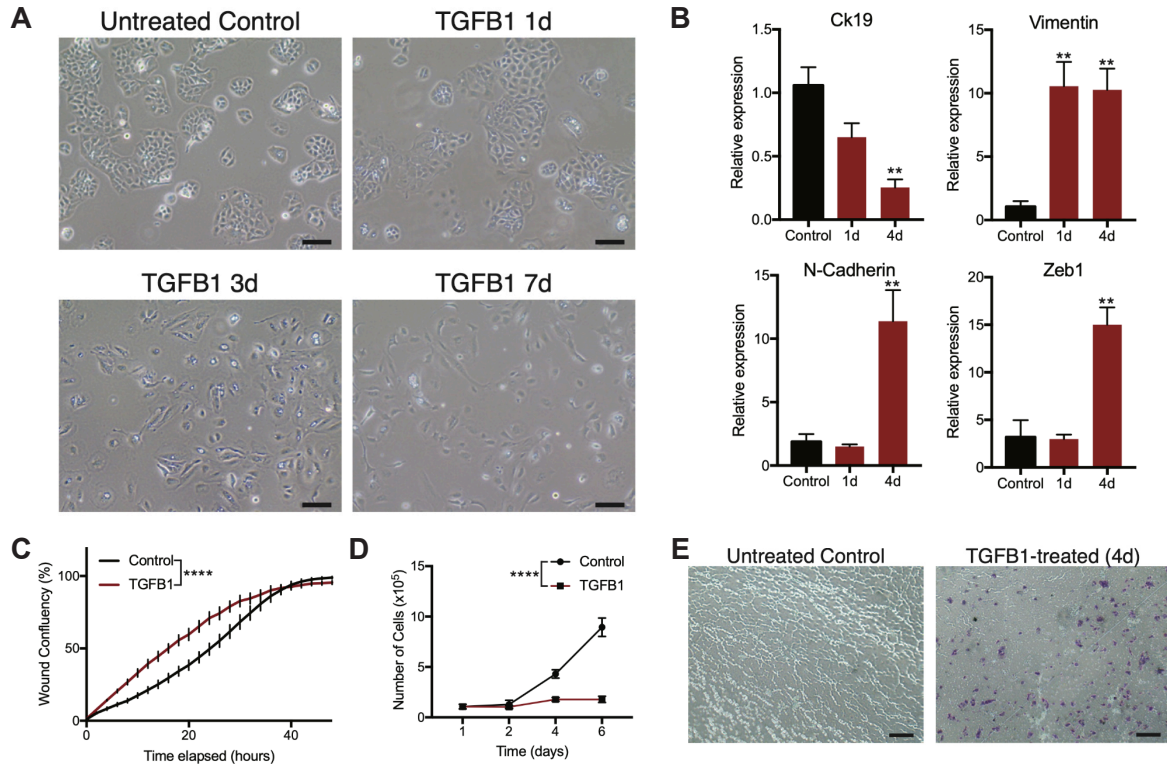 A
Untreated Control
TGFB1 1d
TGFB1 3d
TGFB1 7d
B
Ck19
Relative expression
1.5
1.0
0.5
0.0
**
Control
1d
4d
Vimentin
Relative expression
15
10
5
0
**
**
Control
1d
4d
N-Cadherin
Relative expression
15
10
5
0
**
Control
1d
4d
Zeb1
Relative expression
20
15
10
5
0
**
Control
1d
4d
C
Control
TGFB1
****
Wound Confluency (%)
100
50
0
0
20
40
Time elapsed (hours)
D
****
Control
TGFB1
Number of Cells (x10⁵)
15
10
5
0
1
2
4
6
Time (days)
E
Untreated Control
TGFB1-treated (4d)